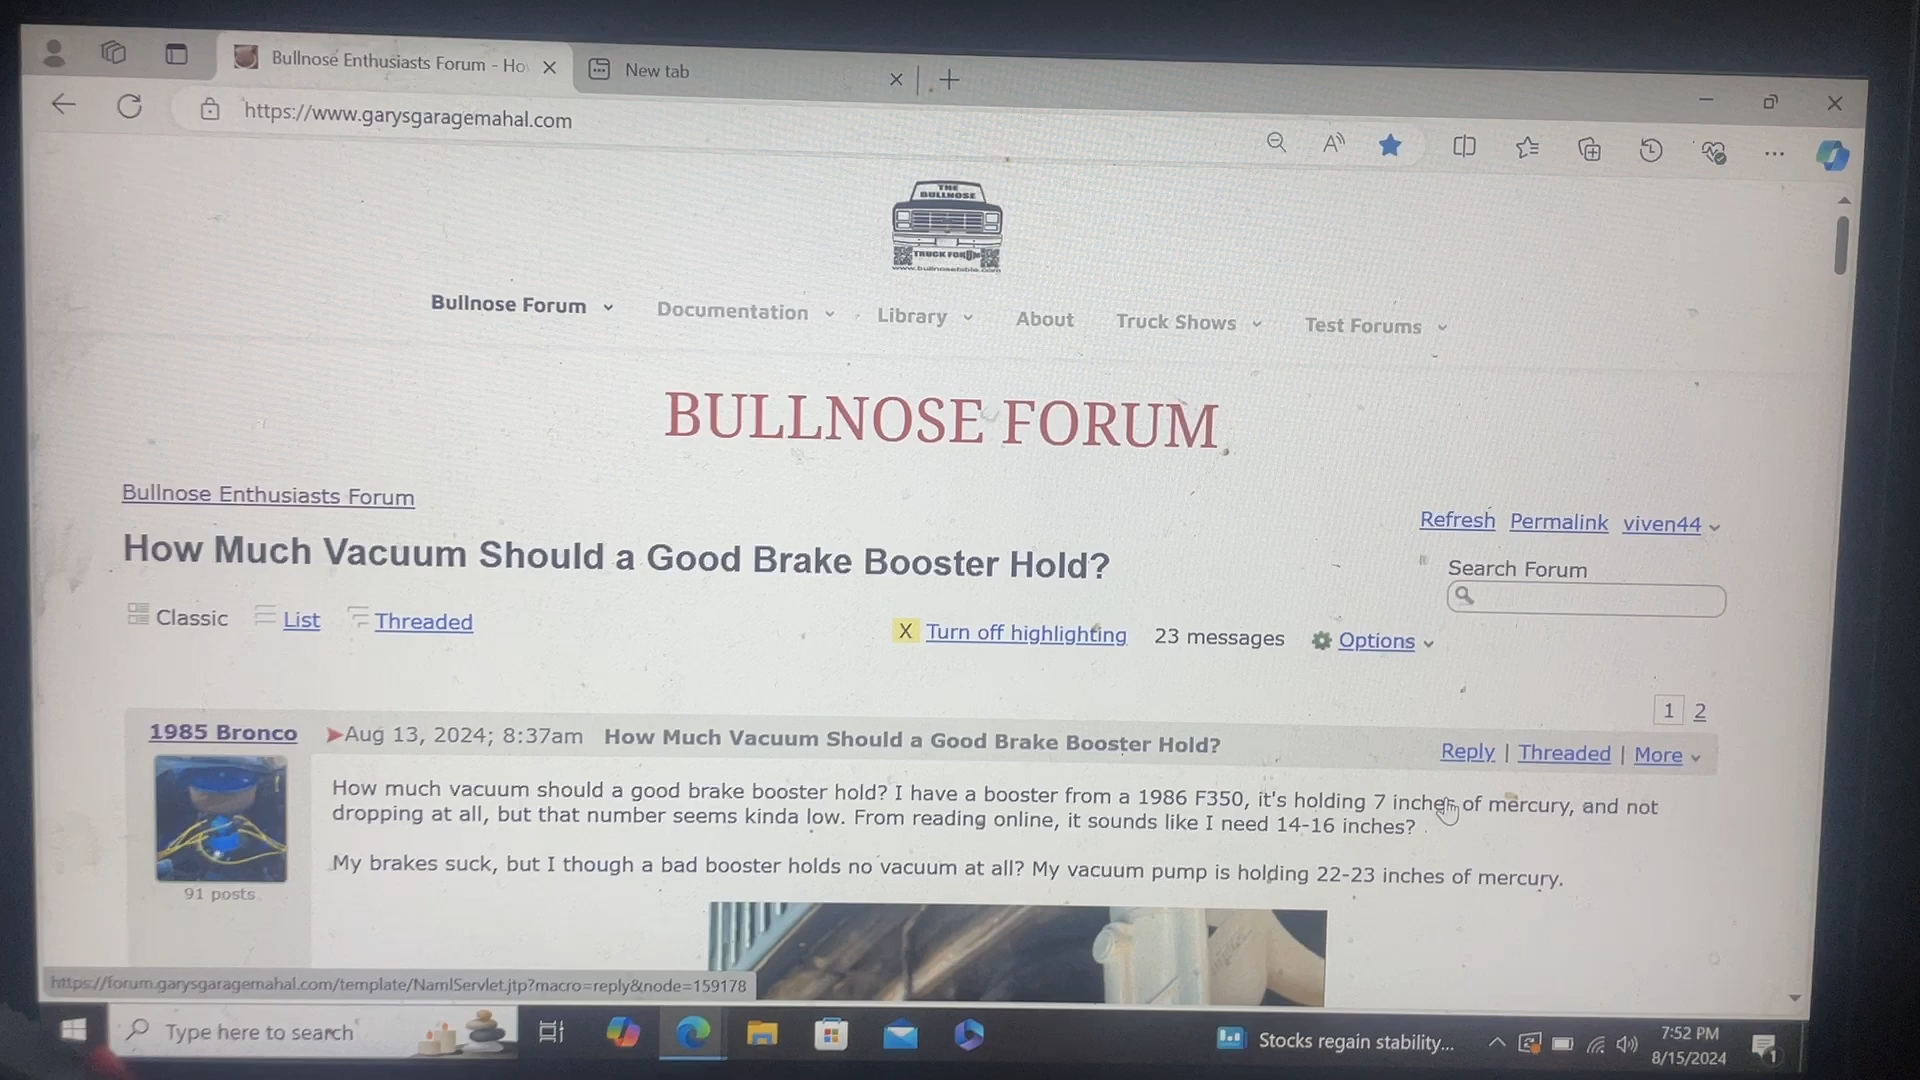 Bullnose Enthusiasts Forum - Ho
New tab
https://www.garysgaragemahal.com
THE
BULLNOSE
TRUCK FORUM
Bullnose Forum
Documentation
Library
About
Truck Shows
Test Forums
BULLNOSE FORUM
Bullnose Enthusiasts Forum
Refresh Permalink viven44
How Much Vacuum Should a Good Brake Booster Hold?
Search Forum
Classic List Threaded
X Turn off highlighting 23 messages Options
1 2
1985 Bronco
Aug 13, 2024; 8:37am How Much Vacuum Should a Good Brake Booster Hold?
Reply | Threaded | More
How much vacuum should a good brake booster hold? I have a booster from a 1986 F350, it's holding 7 inches of mercury, and not
dropping at all, but that number seems kinda low. From reading online, it sounds like I need 14-16 inches?
My brakes suck, but I though a bad booster holds no vacuum at all? My vacuum pump is holding 22-23 inches of mercury.
91 posts
https://forum.garysgaragemahal.com/template/NamlServlet.jtp?macro=reply&node=159178
Type here to search
Stocks regain stability...
7:52 PM
8/15/2024
1